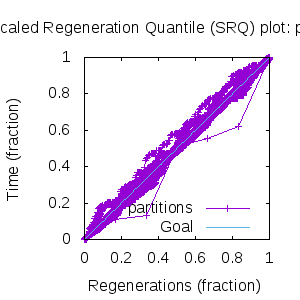 caled Regeneration Quantile (SRQ) plot: p
1
0.8
0.6
0.4
0.2
0
0 0.2 0.4 0.6 0.8 1
Time (fraction)
partitions
Goal
Regenerations (fraction)